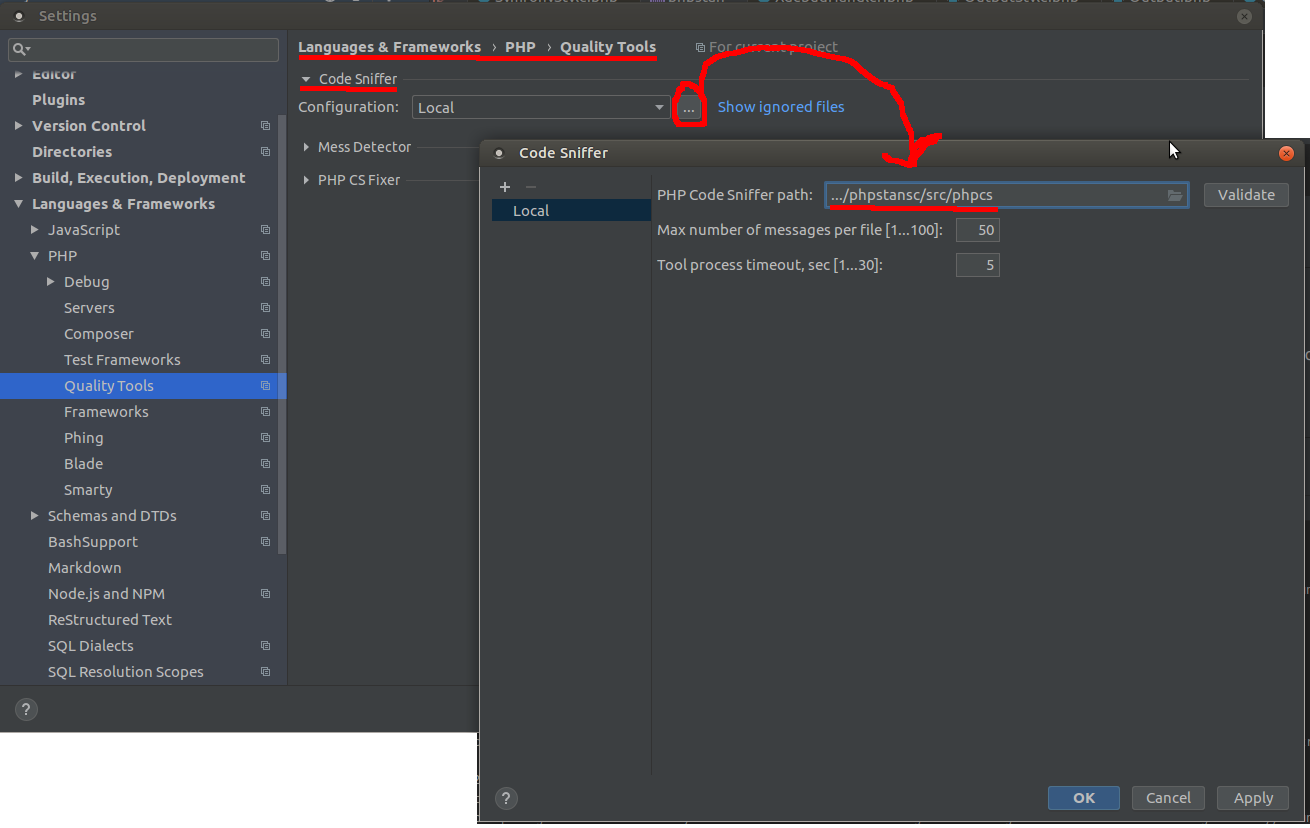 Settings
Languages & Frameworks › PHP › Quality Tools For current project
Editor
Plugins
Version Control
Directories
Build, Execution, Deployment
Languages & Frameworks
JavaScript
PHP
Debug
Servers
Composer
Test Frameworks
Quality Tools
Frameworks
Phing
Blade
Smarty
Schemas and DTDs
BashSupport
Markdown
Node.js and NPM
ReStructured Text
SQL Dialects
SQL Resolution Scopes
?
Code Sniffer
Configuration: Local ... Show ignored files
Mess Detector
PHP CS Fixer
Code Sniffer
+ −
Local
PHP Code Sniffer path: .../phpstansc/src/phpcs Validate
Max number of messages per file [1...100]: 50
Tool process timeout, sec [1...30]: 5
? OK Cancel Apply